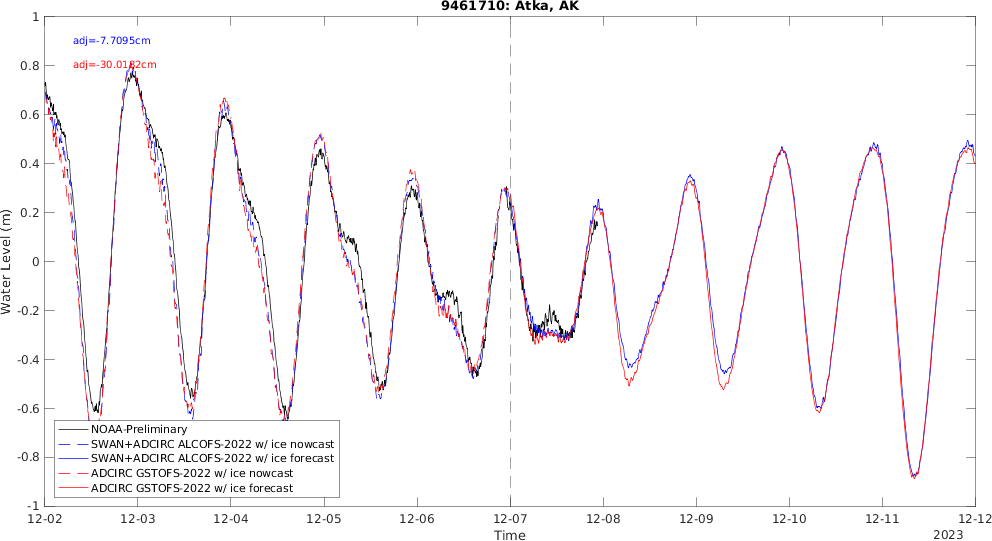 9461710: Atka, AK
adj=-7.7095cm
adj=-30.0182cm
1
0.8
0.6
0.4
0.2
0
-0.2
-0.4
-0.6
-0.8
-1
Water Level (m)
NOAA-Preliminary
SWAN+ADCIRC ALCOFS-2022 w/ ice nowcast
SWAN+ADCIRC ALCOFS-2022 w/ ice forecast
ADCIRC GSTOFS-2022 w/ ice nowcast
ADCIRC GSTOFS-2022 w/ ice forecast
12-02 12-03 12-04 12-05 12-06 12-07 12-08 12-09 12-10 12-11 12-12
Time
2023